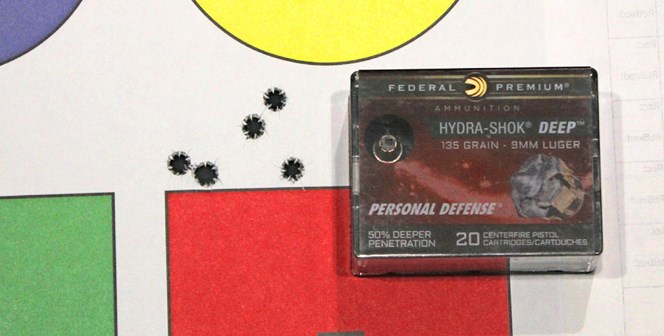 FEDERAL PREMIUM®
AMMUNITION
HYDRA-SHOK® DEEP™
135 GRAIN - 9MM LUGER
PERSONAL DEFENSE®
50% DEEPER
PENETRATION
20 CENTERFIRE PISTOL
CARTRIDGES/CARTOUCHES